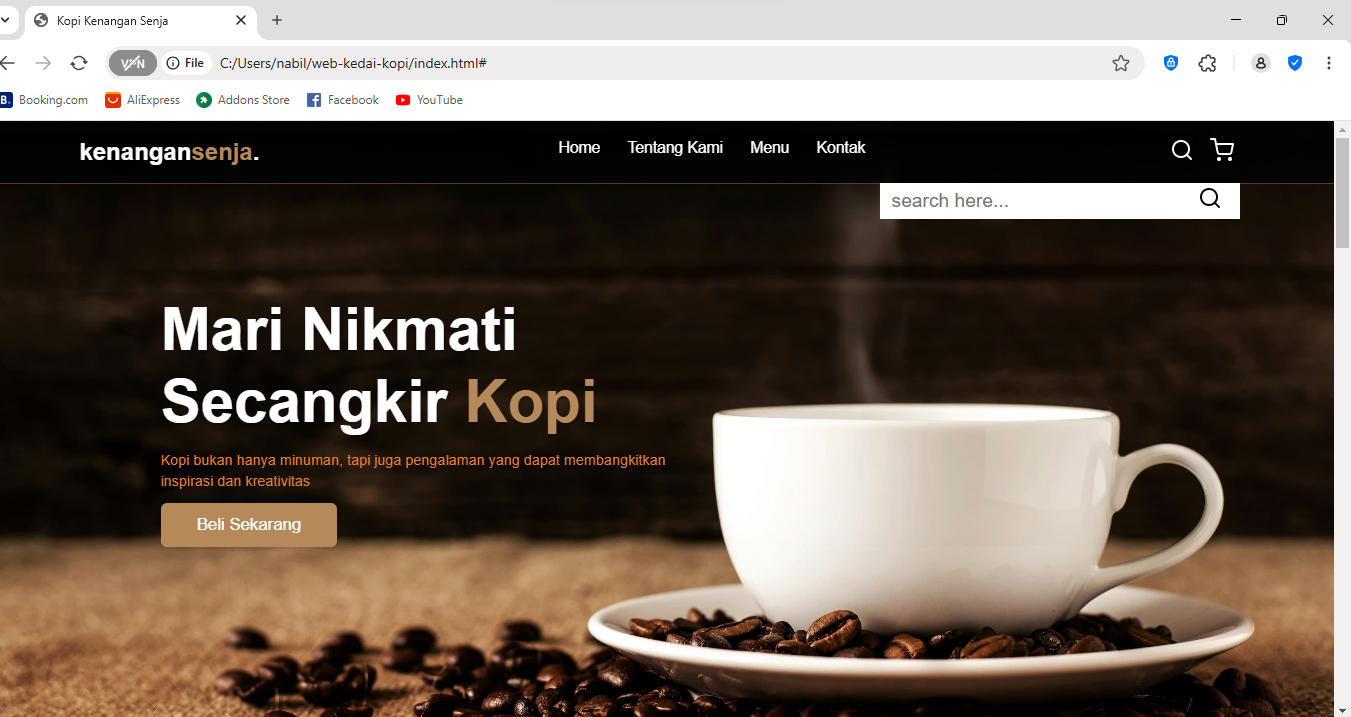 Kopi Kenangan Senja
VPN
File
C:/Users/nabil/web-kedai-kopi/index.html#
B.
Booking.com
AliExpress
Addons Store
Facebook
YouTube
kenangansenja.
Home
Tentang Kami
Menu
Kontak
search here...
Mari Nikmati
Secangkir Kopi
Kopi bukan hanya minuman, tapi juga pengalaman yang dapat membangkitkan
inspirasi dan kreativitas
Beli Sekarang